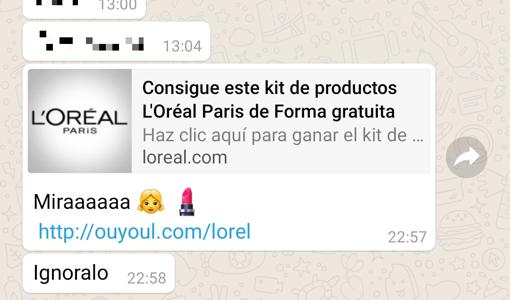 13:00
13:04
L'ORÉAL
PARIS
Consigue este kit de productos
L'Oréal Paris de Forma gratuita
Haz clic aquí para ganar el kit de ...
loreal.com
Miraaaaaa 👧 💄
http://ouyoul.com/lorel
22:57
Ignoralo 22:58